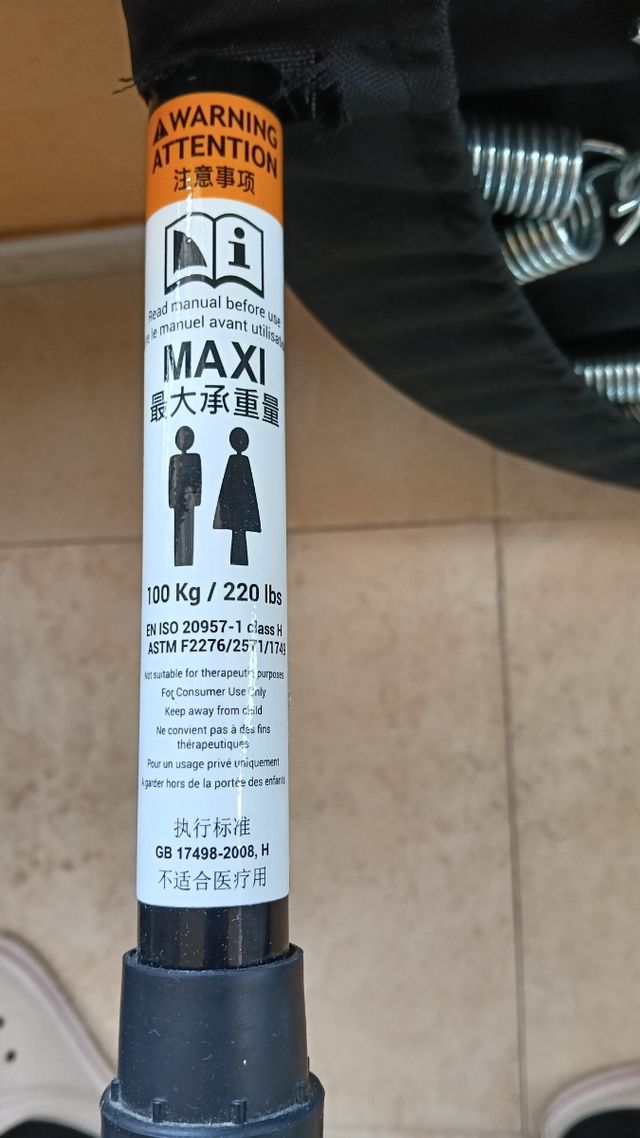 WARNING
ATTENTION
注意事项
Read manual before use
le manuel avant utilisation
MAXI
最大承重量
100 Kg / 220 lbs
EN ISO 20957-1 class H
ASTM F2276/2571/1749
Not suitable for therapeutic purposes
For Consumer Use Only
Keep away from child
Ne convient pas à des fins
thérapeutiques
Pour un usage privé uniquement
A garder hors de la portée des enfants
执行标准
GB 17498-2008, H
不适合医疗用